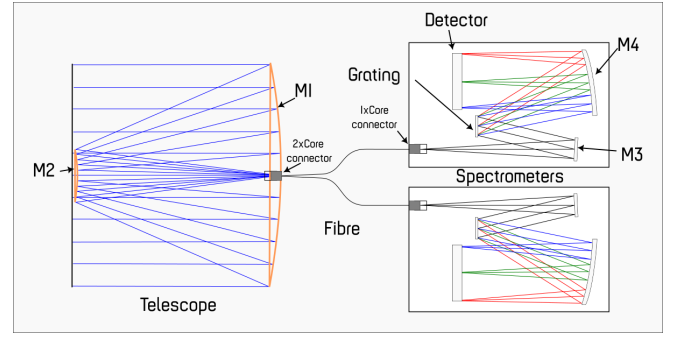 Detector
M4
Grating
M1
1xCore
connector
2xCore
connector
M2
M3
Spectrometers
Fibre
Telescope